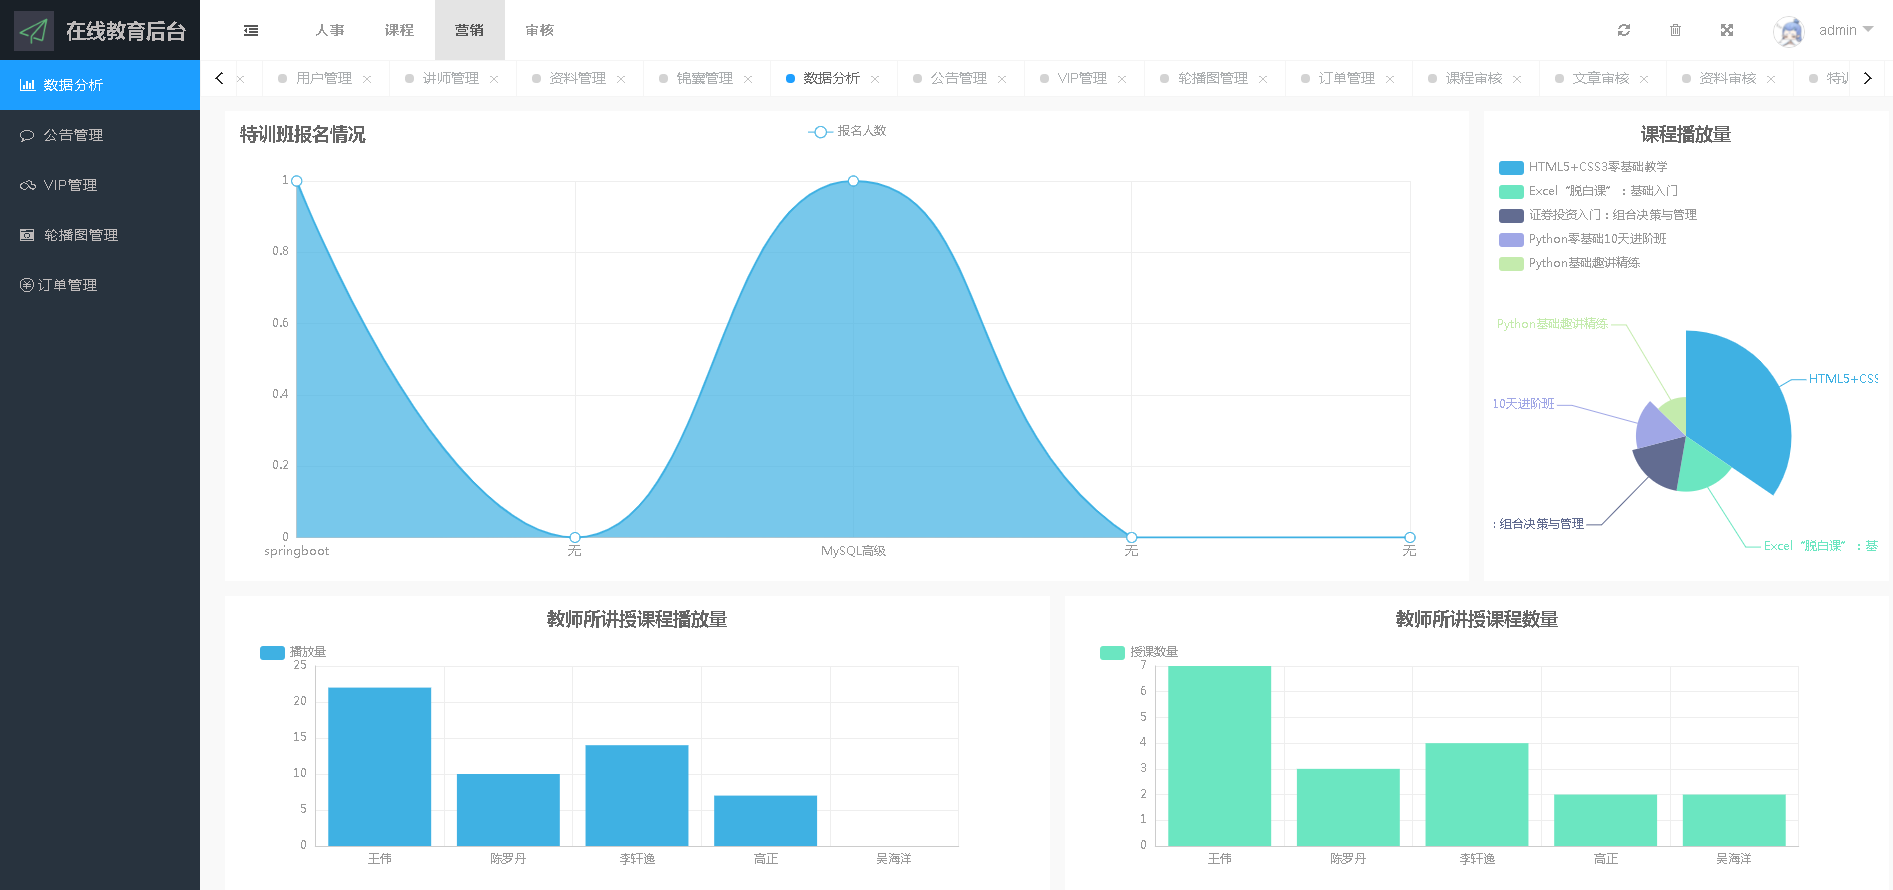 在线教育后台
人事 课程 营销 审核
admin
用户管理 讲师管理 资料管理 锦囊管理 数据分析 公告管理 VIP管理 轮播图管理 订单管理 课程审核 文章审核 资料审核 特训
数据分析
公告管理
VIP管理
轮播图管理
订单管理
特训班报名情况
报名人数
1
0.8
0.6
0.4
0.2
0
springboot 无 MySQL高级 无 无
课程播放量
HTML5+CSS3零基础教学
Excel“脱白课”：基础入门
证券投资入门：组合决策与管理
Python零基础10天进阶班
Python基础趣讲精练
Python基础趣讲精练
HTML5+CSS
10天进阶班
：组合决策与管理
Excel“脱白课”：基
教师所讲授课程播放量
播放量
25
20
15
10
5
0
王伟 陈罗丹 李轩逸 高正 吴海洋
教师所讲授课程数量
授课数量
7
6
5
4
3
2
1
0
王伟 陈罗丹 李轩逸 高正 吴海洋